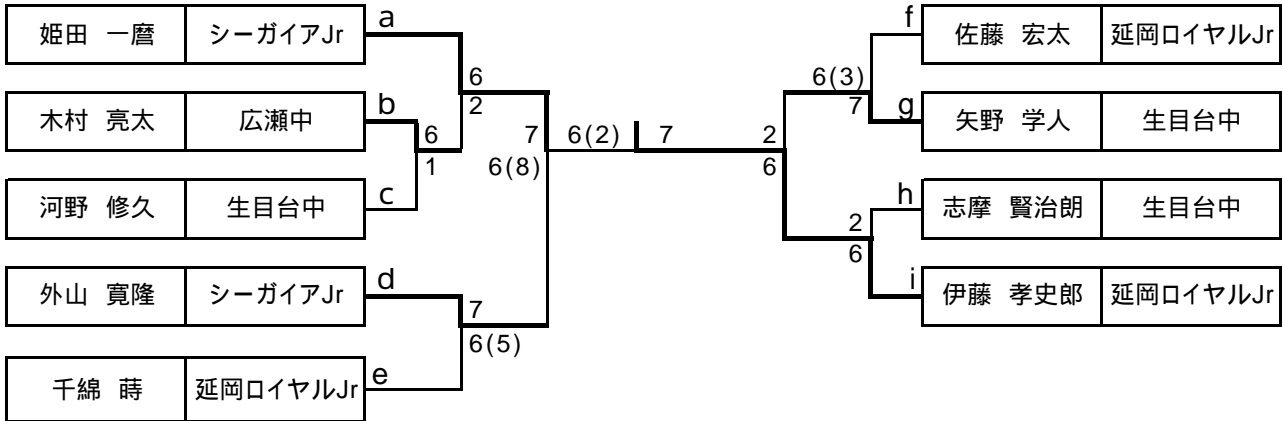 姫田 一麿 シーガイアJr a
6
2
木村 亮太 広瀬中 b
6
1
河野 修久 生目台中 c
7
6(8)
外山 寛隆 シーガイアJr d
7
6(5)
千綿 蒔 延岡ロイヤルJr e
6(2) 7
f 佐藤 宏太 延岡ロイヤルJr
6(3)
7
g 矢野 学人 生目台中
2
6
h 志摩 賢治朗 生目台中
2
6
i 伊藤 孝史郎 延岡ロイヤルJr